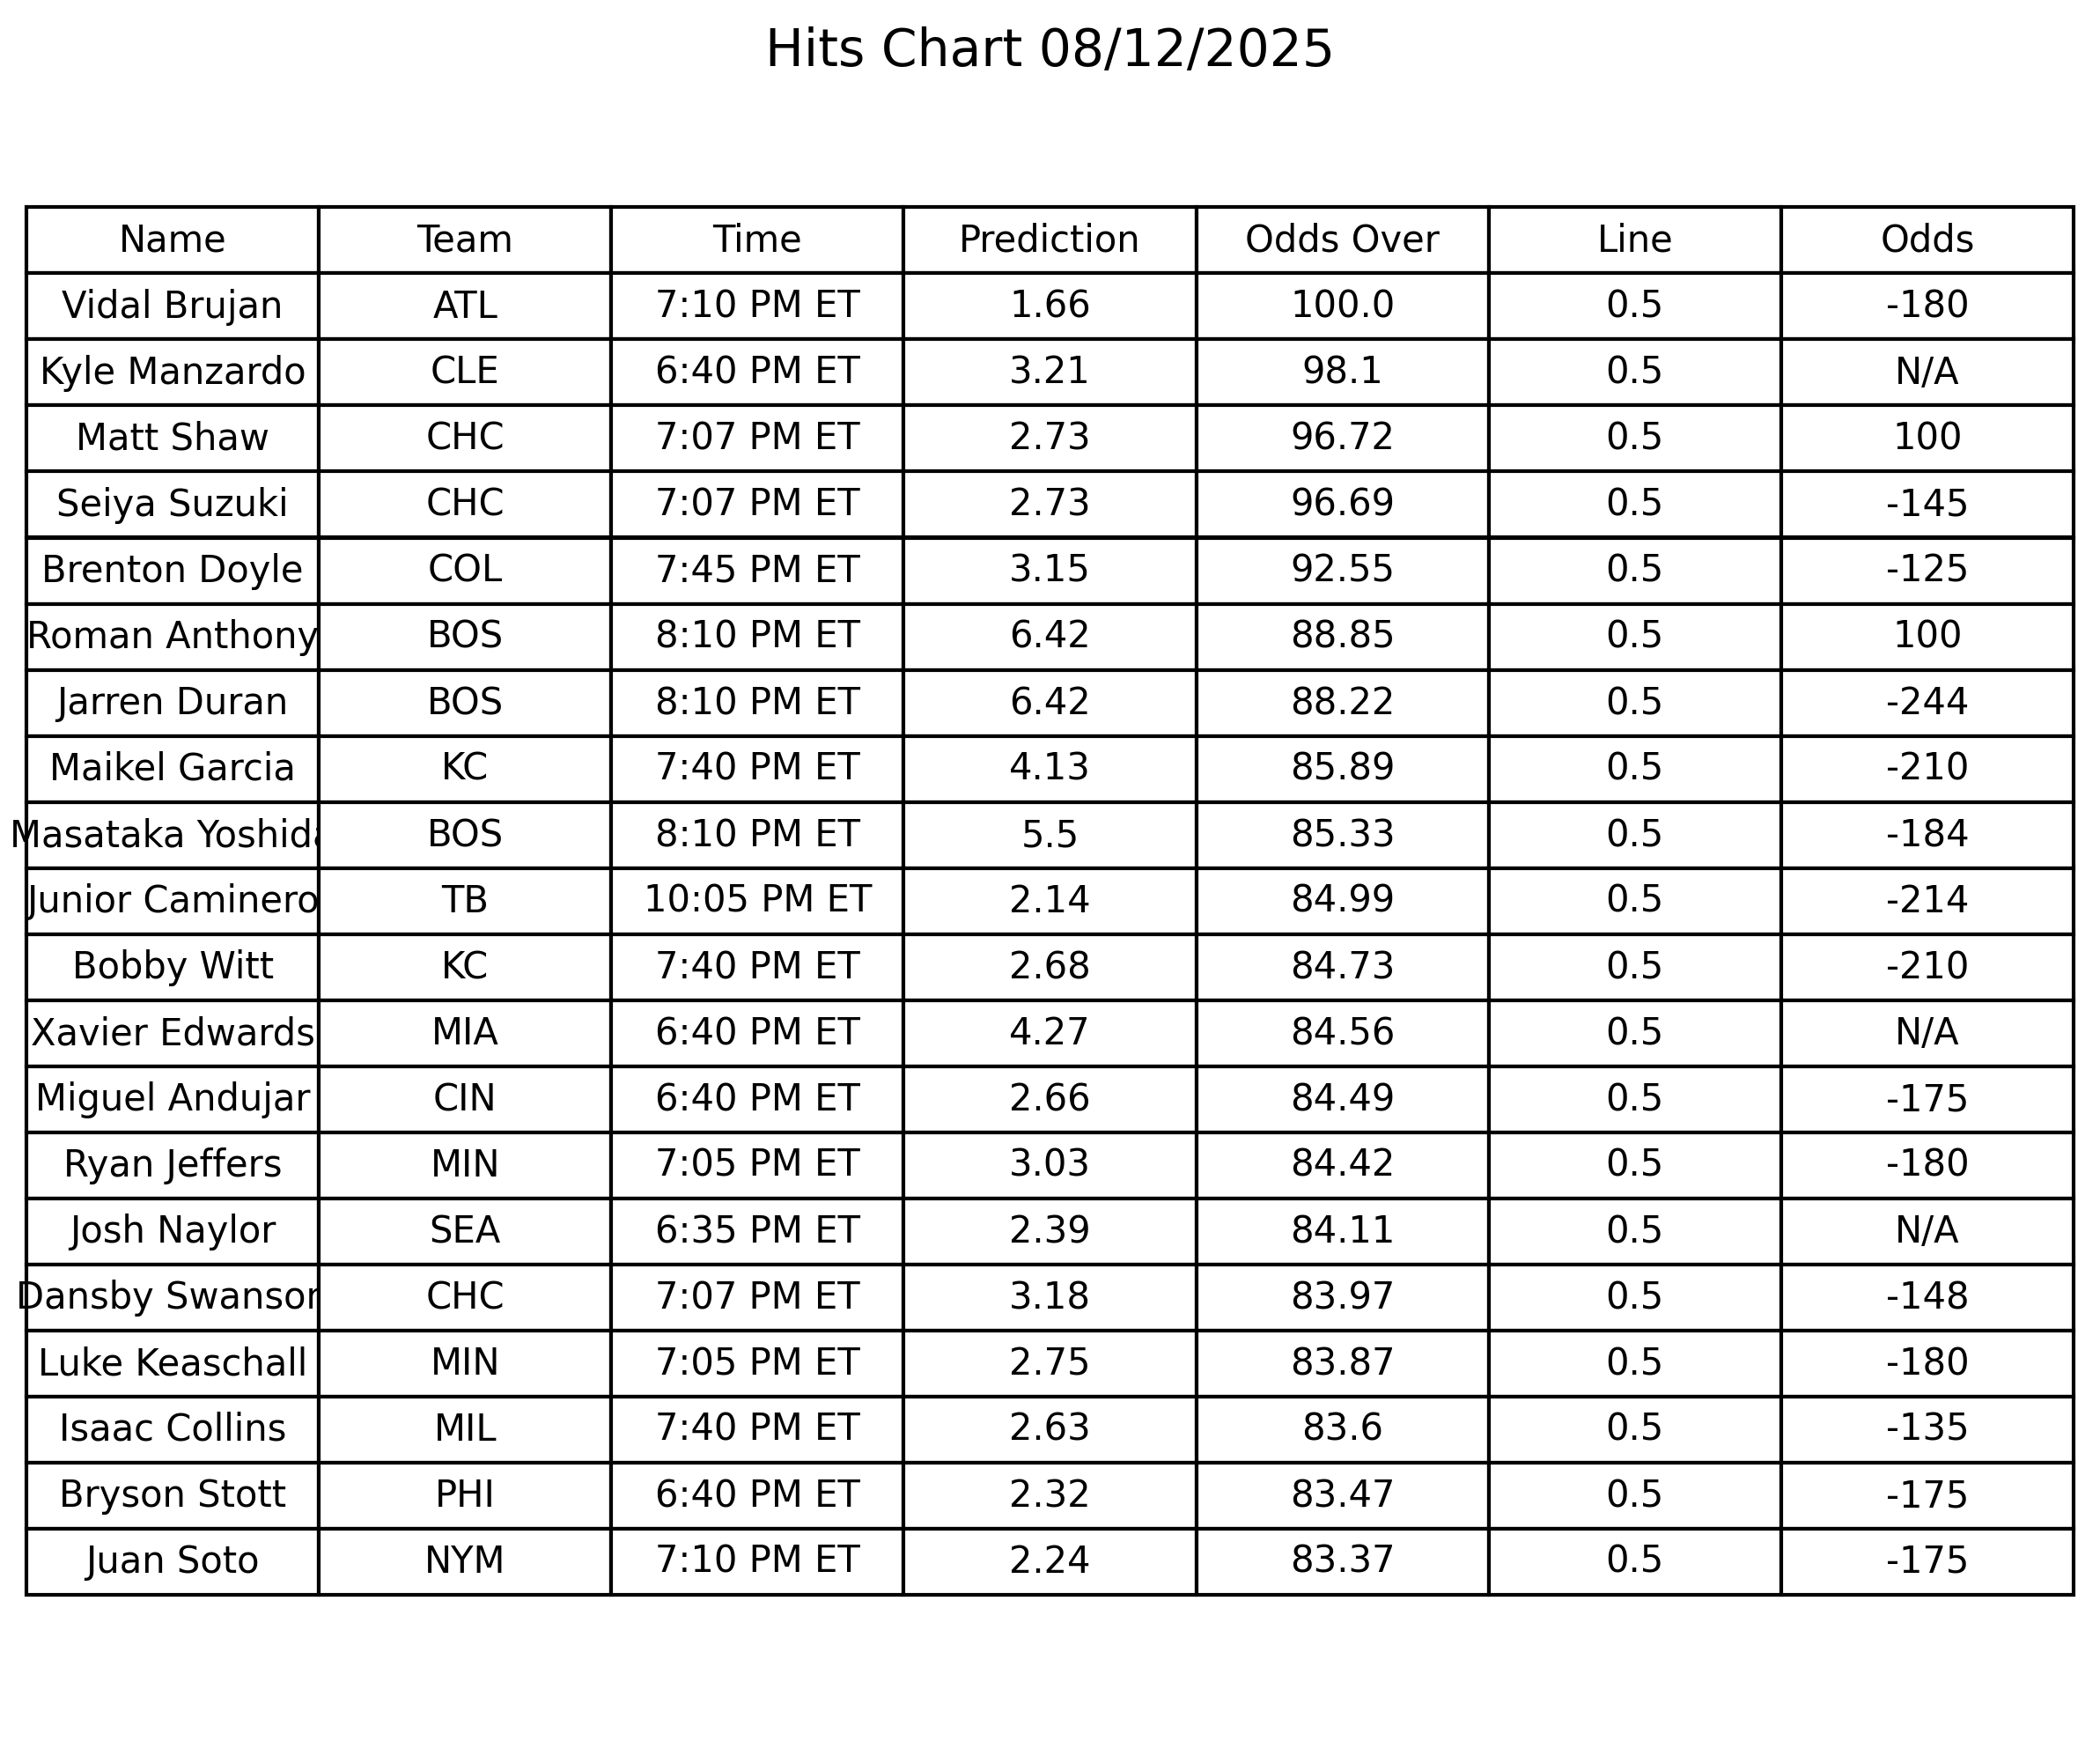 Hits Chart 08/12/2025
Name Team Time Prediction Odds Over Line Odds
Vidal Brujan ATL 7:10 PM ET 1.66 100.0 0.5 -180
Kyle Manzardo CLE 6:40 PM ET 3.21 98.1 0.5 N/A
Matt Shaw CHC 7:07 PM ET 2.73 96.72 0.5 100
Seiya Suzuki CHC 7:07 PM ET 2.73 96.69 0.5 -145
Brenton Doyle COL 7:45 PM ET 3.15 92.55 0.5 -125
Roman Anthony BOS 8:10 PM ET 6.42 88.85 0.5 100
Jarren Duran BOS 8:10 PM ET 6.42 88.22 0.5 -244
Maikel Garcia KC 7:40 PM ET 4.13 85.89 0.5 -210
Masataka Yoshida BOS 8:10 PM ET 5.5 85.33 0.5 -184
Junior Caminero TB 10:05 PM ET 2.14 84.99 0.5 -214
Bobby Witt KC 7:40 PM ET 2.68 84.73 0.5 -210
Xavier Edwards MIA 6:40 PM ET 4.27 84.56 0.5 N/A
Miguel Andujar CIN 6:40 PM ET 2.66 84.49 0.5 -175
Ryan Jeffers MIN 7:05 PM ET 3.03 84.42 0.5 -180
Josh Naylor SEA 6:35 PM ET 2.39 84.11 0.5 N/A
Dansby Swanson CHC 7:07 PM ET 3.18 83.97 0.5 -148
Luke Keaschall MIN 7:05 PM ET 2.75 83.87 0.5 -180
Isaac Collins MIL 7:40 PM ET 2.63 83.6 0.5 -135
Bryson Stott PHI 6:40 PM ET 2.32 83.47 0.5 -175
Juan Soto NYM 7:10 PM ET 2.24 83.37 0.5 -175